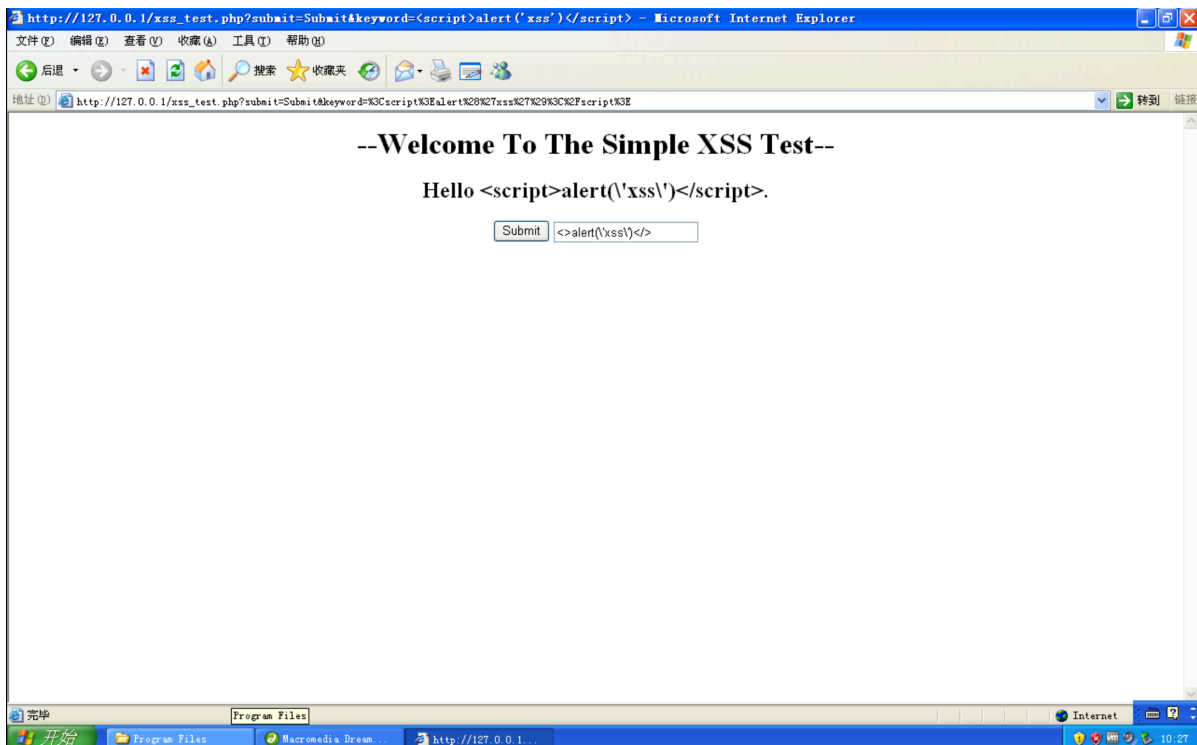 http://127.0.0.1/xss_test.php?submit=Submit&keyword=<script>alert('xss')</script> - Microsoft Internet Explorer
文件(F) 编辑(E) 查看(V) 收藏(A) 工具(T) 帮助(H)
后退 搜索 收藏夹
地址(D) http://127.0.0.1/xss_test.php?submit=Submit&keyword=%3Cscript%3Ealert%28%27xss%27%29%3C%2Fscript%3E 转到 链接
--Welcome To The Simple XSS Test--
Hello <script>alert(\'xss\')</script>.
Submit <>alert(\'xss\')</>
完毕 Program Files Internet
开始 Program Files Macromedia Dream... http://127.0.0.1... 10:27